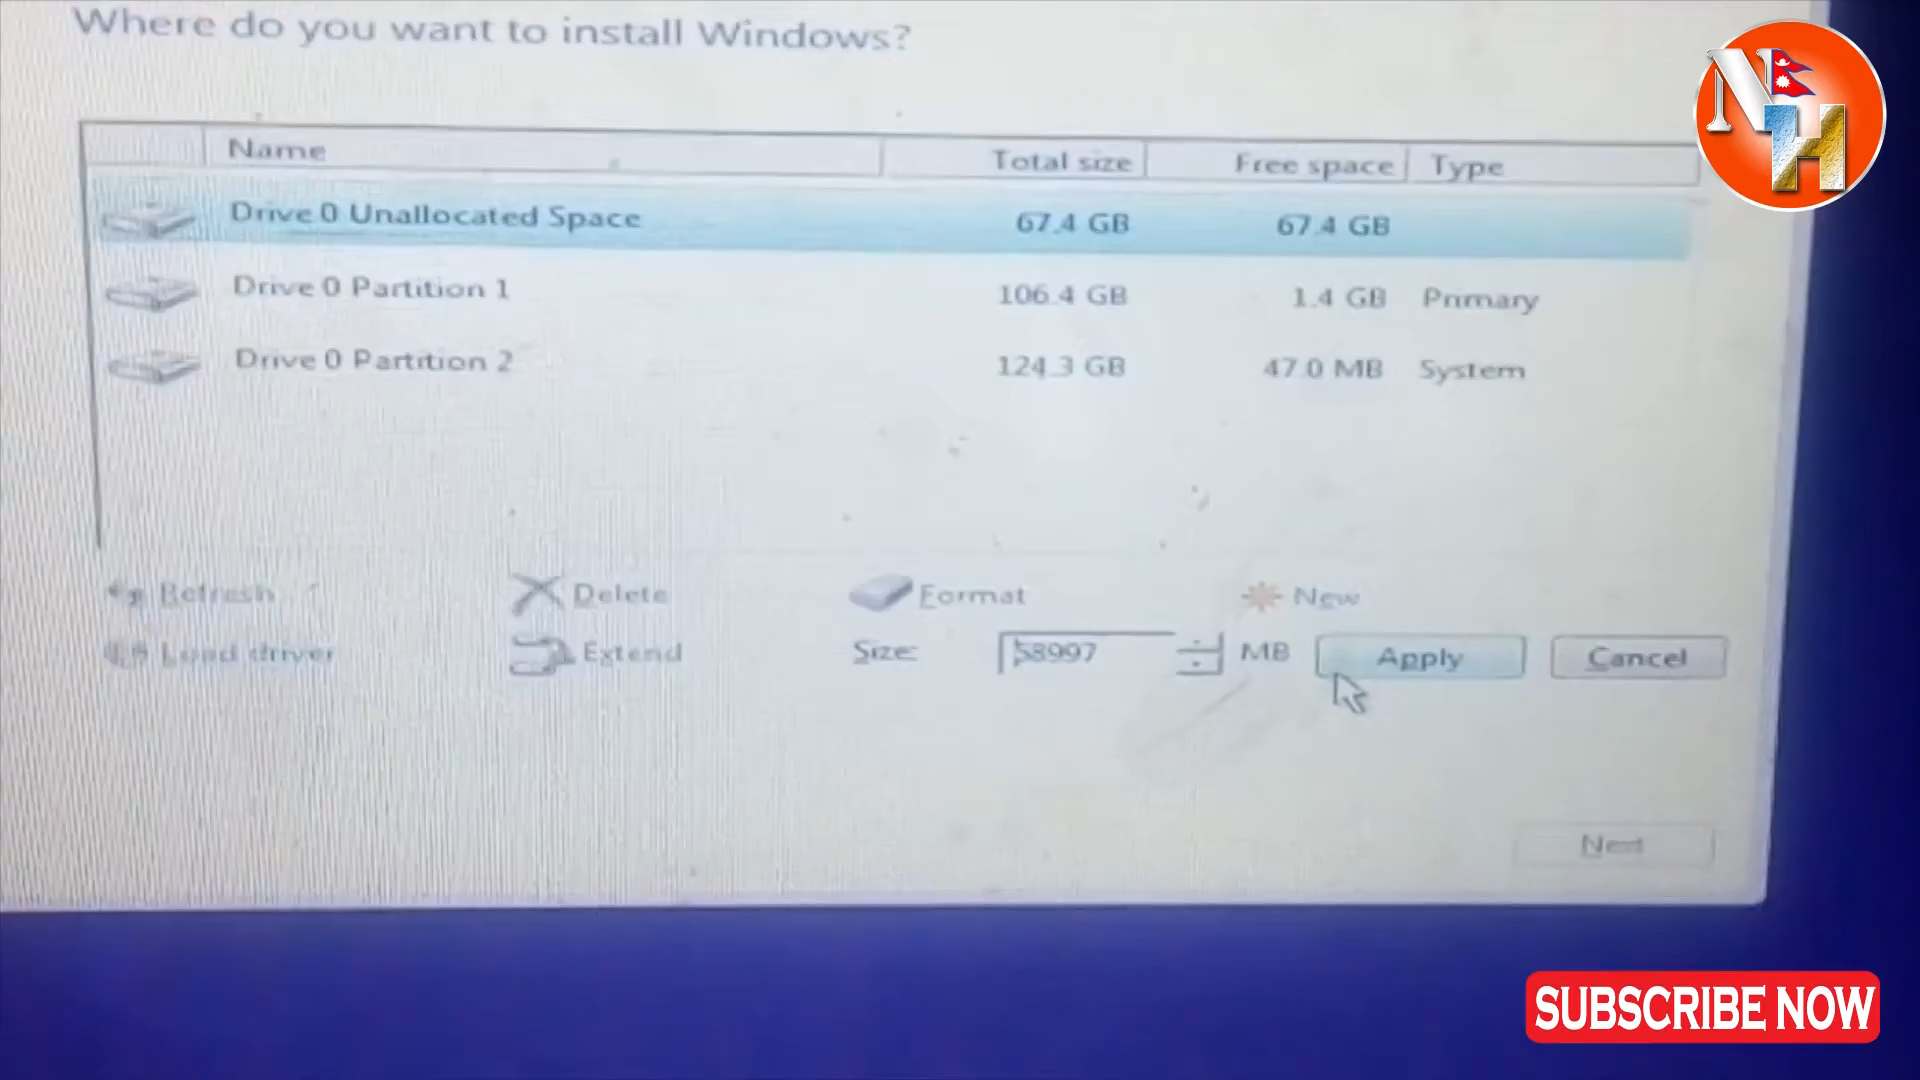 Where do you want to install Windows?
Name Total size Free space Type
Drive 0 Unallocated Space 67.4 GB 67.4 GB
Drive 0 Partition 1 106.4 GB 1.4 GB Primary
Drive 0 Partition 2 124.3 GB 47.0 MB System
Refresh Delete Format New
Load driver Extend Size: 58997 MB Apply Cancel
Next
NH
SUBSCRIBE NOW